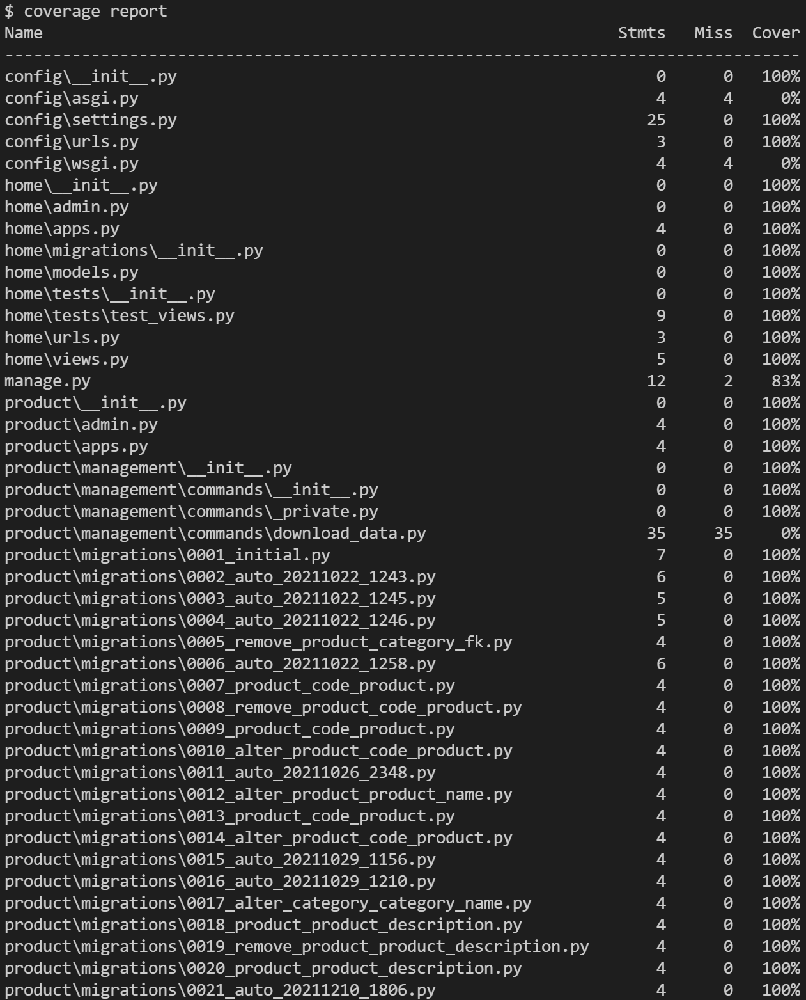 $ coverage report
Name Stmts Miss Cover
-----------------------------------------------------------------------------------
config\__init__.py 0 0 100%
config\asgi.py 4 4 0%
config\settings.py 25 0 100%
config\urls.py 3 0 100%
config\wsgi.py 4 4 0%
home\__init__.py 0 0 100%
home\admin.py 0 0 100%
home\apps.py 4 0 100%
home\migrations\__init__.py 0 0 100%
home\models.py 0 0 100%
home\tests\__init__.py 0 0 100%
home\tests\test_views.py 9 0 100%
home\urls.py 3 0 100%
home\views.py 5 0 100%
manage.py 12 2 83%
product\__init__.py 0 0 100%
product\admin.py 4 0 100%
product\apps.py 4 0 100%
product\management\__init__.py 0 0 100%
product\management\commands\__init__.py 0 0 100%
product\management\commands\_private.py 0 0 100%
product\management\commands\download_data.py 35 35 0%
product\migrations\0001_initial.py 7 0 100%
product\migrations\0002_auto_20211022_1243.py 6 0 100%
product\migrations\0003_auto_20211022_1245.py 5 0 100%
product\migrations\0004_auto_20211022_1246.py 5 0 100%
product\migrations\0005_remove_product_category_fk.py 4 0 100%
product\migrations\0006_auto_20211022_1258.py 6 0 100%
product\migrations\0007_product_code_product.py 4 0 100%
product\migrations\0008_remove_product_code_product.py 4 0 100%
product\migrations\0009_product_code_product.py 4 0 100%
product\migrations\0010_alter_product_code_product.py 4 0 100%
product\migrations\0011_auto_20211026_2348.py 4 0 100%
product\migrations\0012_alter_product_product_name.py 4 0 100%
product\migrations\0013_product_code_product.py 4 0 100%
product\migrations\0014_alter_product_code_product.py 4 0 100%
product\migrations\0015_auto_20211029_1156.py 4 0 100%
product\migrations\0016_auto_20211029_1210.py 4 0 100%
product\migrations\0017_alter_category_category_name.py 4 0 100%
product\migrations\0018_product_product_description.py 4 0 100%
product\migrations\0019_remove_product_product_description.py 4 0 100%
product\migrations\0020_product_product_description.py 4 0 100%
product\migrations\0021_auto_20211210_1806.py 4 0 100%